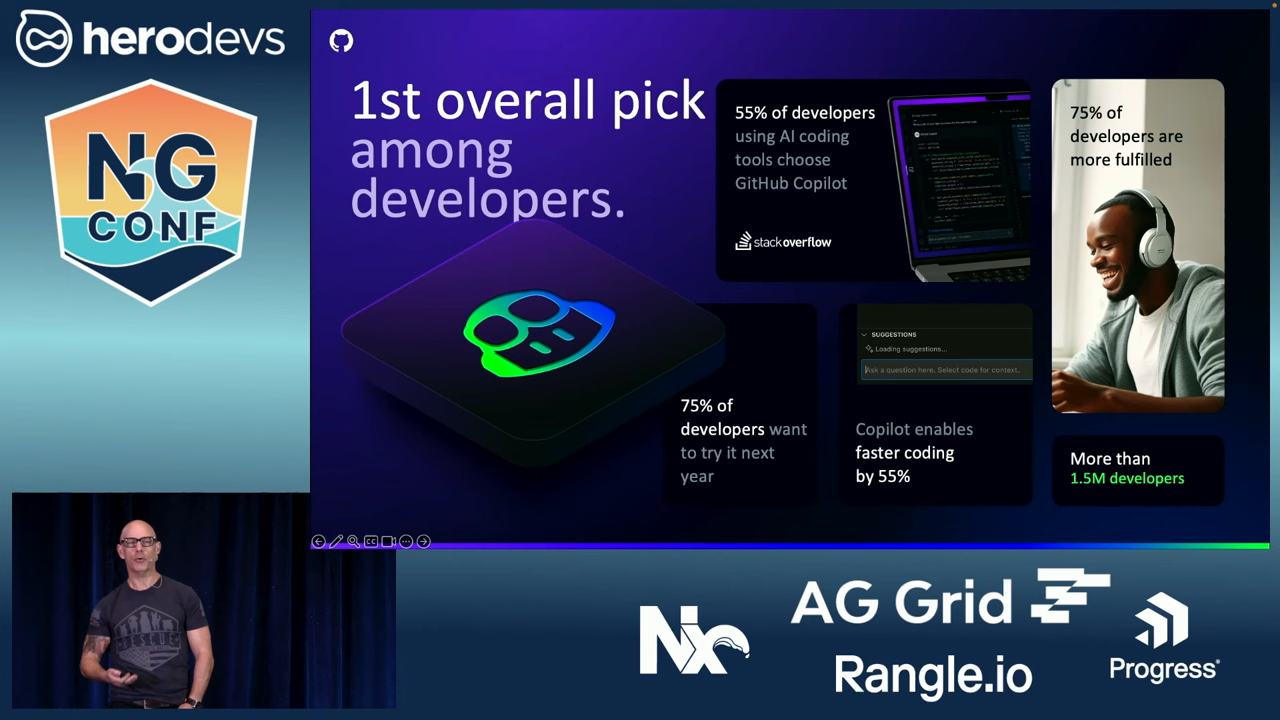 herodevs
NG
CONF
1st overall pick
among
developers.
55% of developers
using AI coding
tools choose
GitHub Copilot
stackoverflow
75% of
developers are
more fulfilled
75% of
developers want
to try it next
year
SUGGESTIONS
Loading suggestions...
Ask a question here. Select code for context..
Copilot enables
faster coding
by 55%
More than
1.5M developers
CC
RESCUE
Nx
AG Grid
Rangle.io
Progress